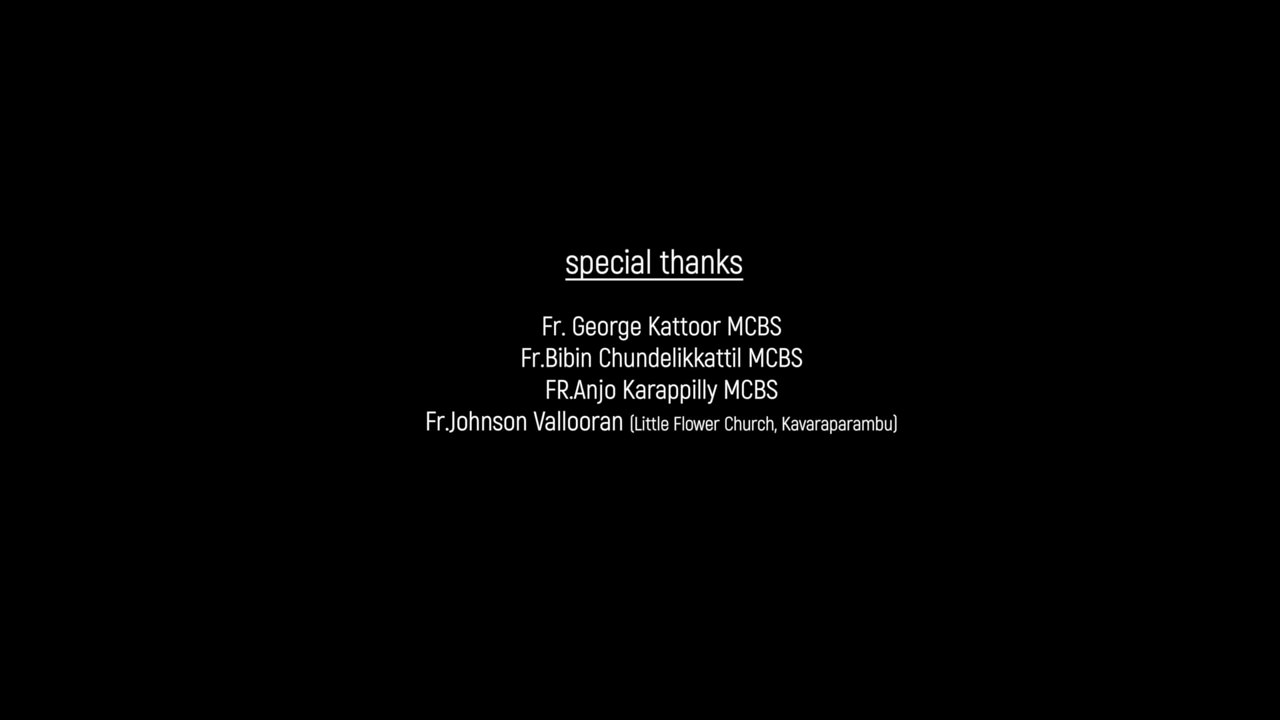 special thanks
Fr. George Kattoor MCBS
Fr.Bibin Chundelikkattil MCBS
FR.Anjo Karappilly MCBS
Fr.Johnson Vallooran (Little Flower Church, Kavaraparambu)